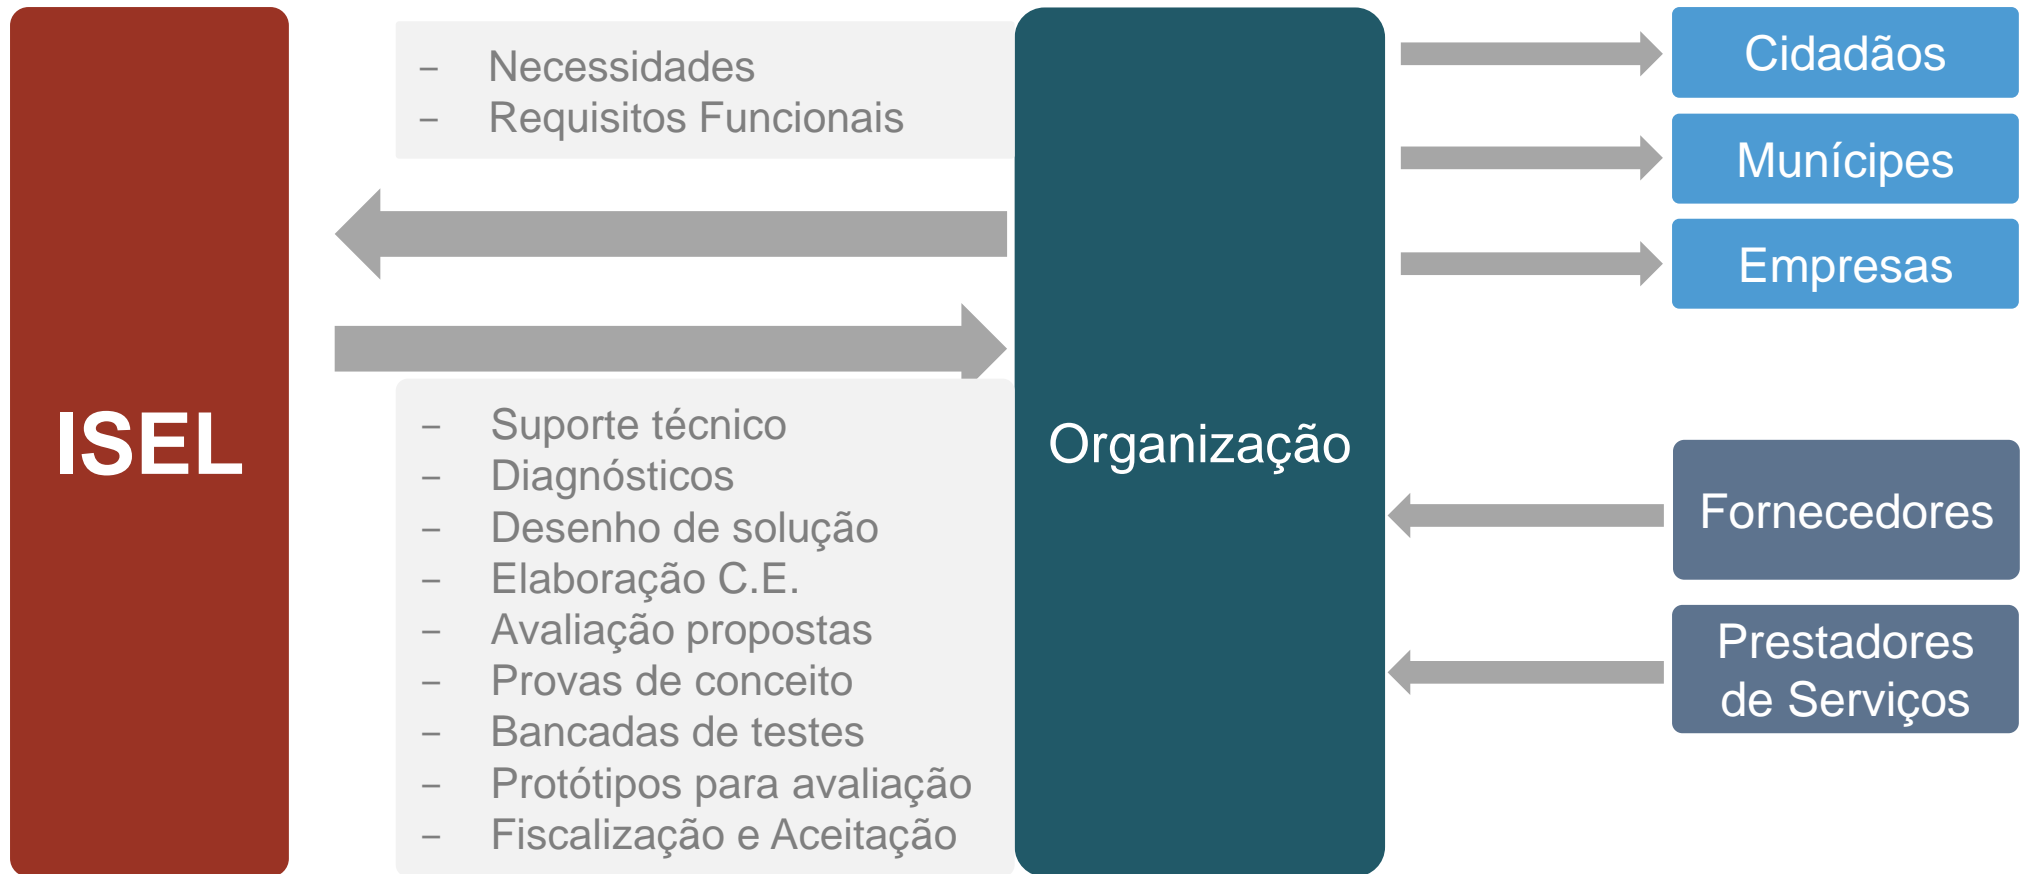 ISEL
– Necessidades
– Requisitos Funcionais
– Suporte técnico
– Diagnósticos
– Desenho de solução
– Elaboração C.E.
– Avaliação propostas
– Provas de conceito
– Bancadas de testes
– Protótipos para avaliação
– Fiscalização e Aceitação
Organização
Cidadãos
Munícipes
Empresas
Fornecedores
Prestadores
de Serviços